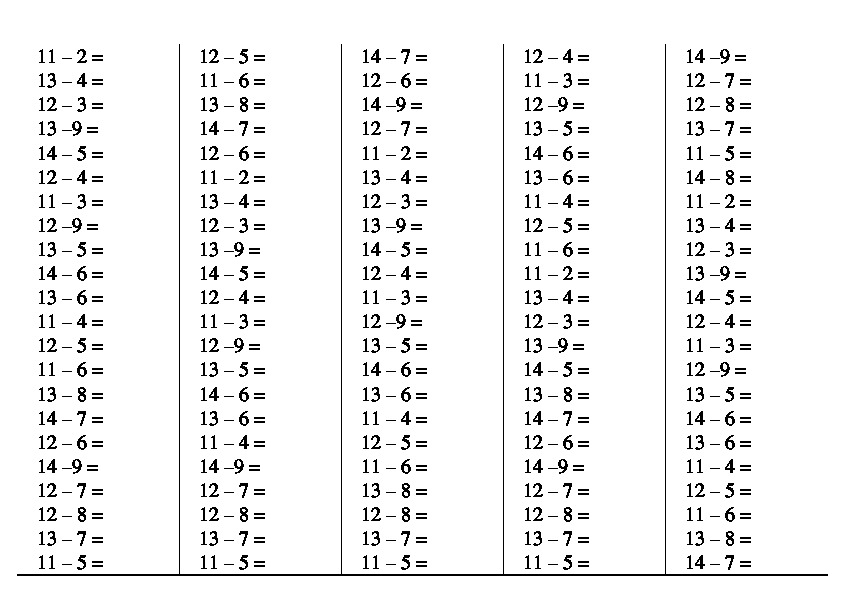 11 – 2 =
13 – 4 =
12 – 3 =
13 –9 =
14 – 5 =
12 – 4 =
11 – 3 =
12 –9 =
13 – 5 =
14 – 6 =
13 – 6 =
11 – 4 =
12 – 5 =
11 – 6 =
13 – 8 =
14 – 7 =
12 – 6 =
14 –9 =
12 – 7 =
12 – 8 =
13 – 7 =
11 – 5 =
12 – 5 =
11 – 6 =
13 – 8 =
14 – 7 =
12 – 6 =
11 – 2 =
13 – 4 =
12 – 3 =
13 –9 =
14 – 5 =
12 – 4 =
11 – 3 =
12 –9 =
13 – 5 =
14 – 6 =
13 – 6 =
11 – 4 =
14 –9 =
12 – 7 =
12 – 8 =
13 – 7 =
11 – 5 =
14 – 7 =
12 – 6 =
14 –9 =
12 – 7 =
11 – 2 =
13 – 4 =
12 – 3 =
13 –9 =
14 – 5 =
12 – 4 =
11 – 3 =
12 –9 =
13 – 5 =
14 – 6 =
13 – 6 =
11 – 4 =
12 – 5 =
11 – 6 =
13 – 8 =
12 – 8 =
13 – 7 =
11 – 5 =
12 – 4 =
11 – 3 =
12 –9 =
13 – 5 =
14 – 6 =
13 – 6 =
11 – 4 =
12 – 5 =
11 – 6 =
11 – 2 =
13 – 4 =
12 – 3 =
13 –9 =
14 – 5 =
13 – 8 =
14 – 7 =
12 – 6 =
14 –9 =
12 – 7 =
12 – 8 =
13 – 7 =
11 – 5 =
14 –9 =
12 – 7 =
12 – 8 =
13 – 7 =
11 – 5 =
14 – 8 =
11 – 2 =
13 – 4 =
12 – 3 =
13 –9 =
14 – 5 =
12 – 4 =
11 – 3 =
12 –9 =
13 – 5 =
14 – 6 =
13 – 6 =
11 – 4 =
12 – 5 =
11 – 6 =
13 – 8 =
14 – 7 =